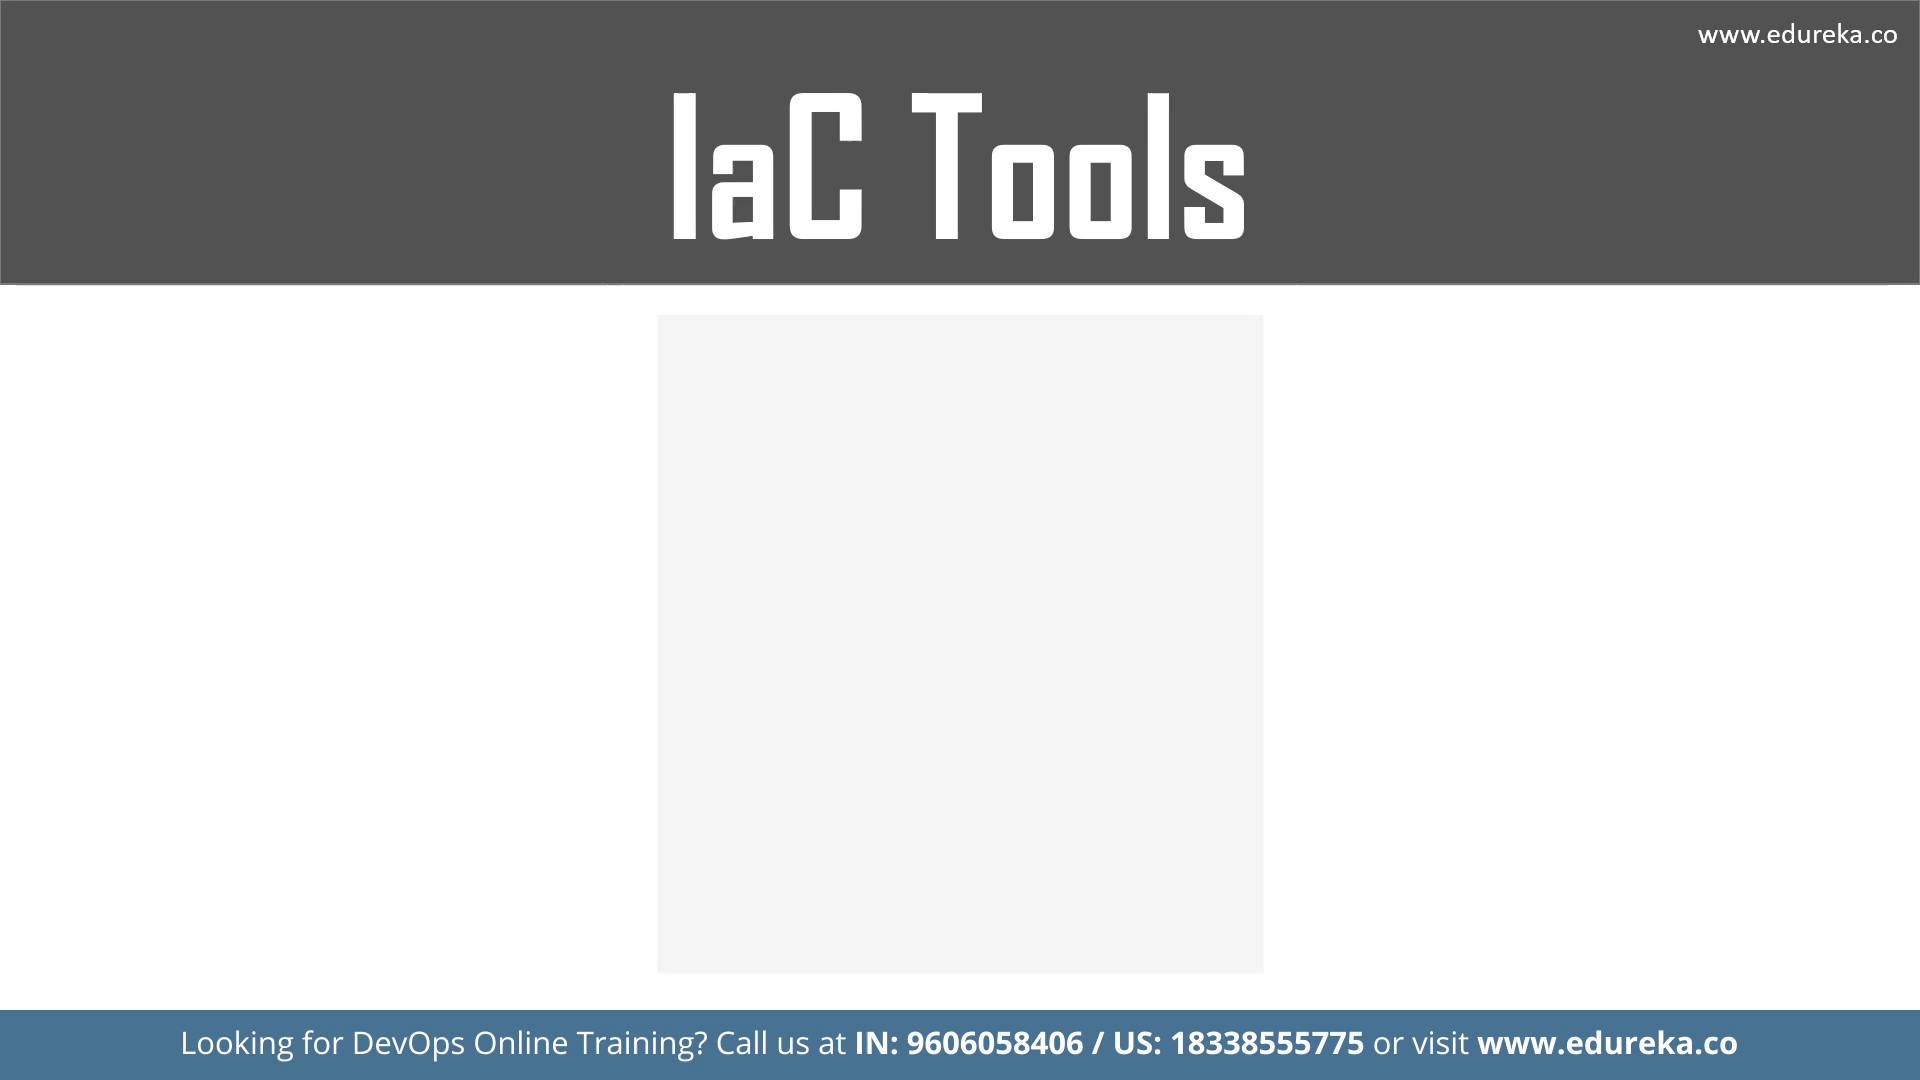 www.edureka.co
IaC Tools
Looking for DevOps Online Training? Call us at IN: 9606058406 / US: 18338555775 or visit www.edureka.co